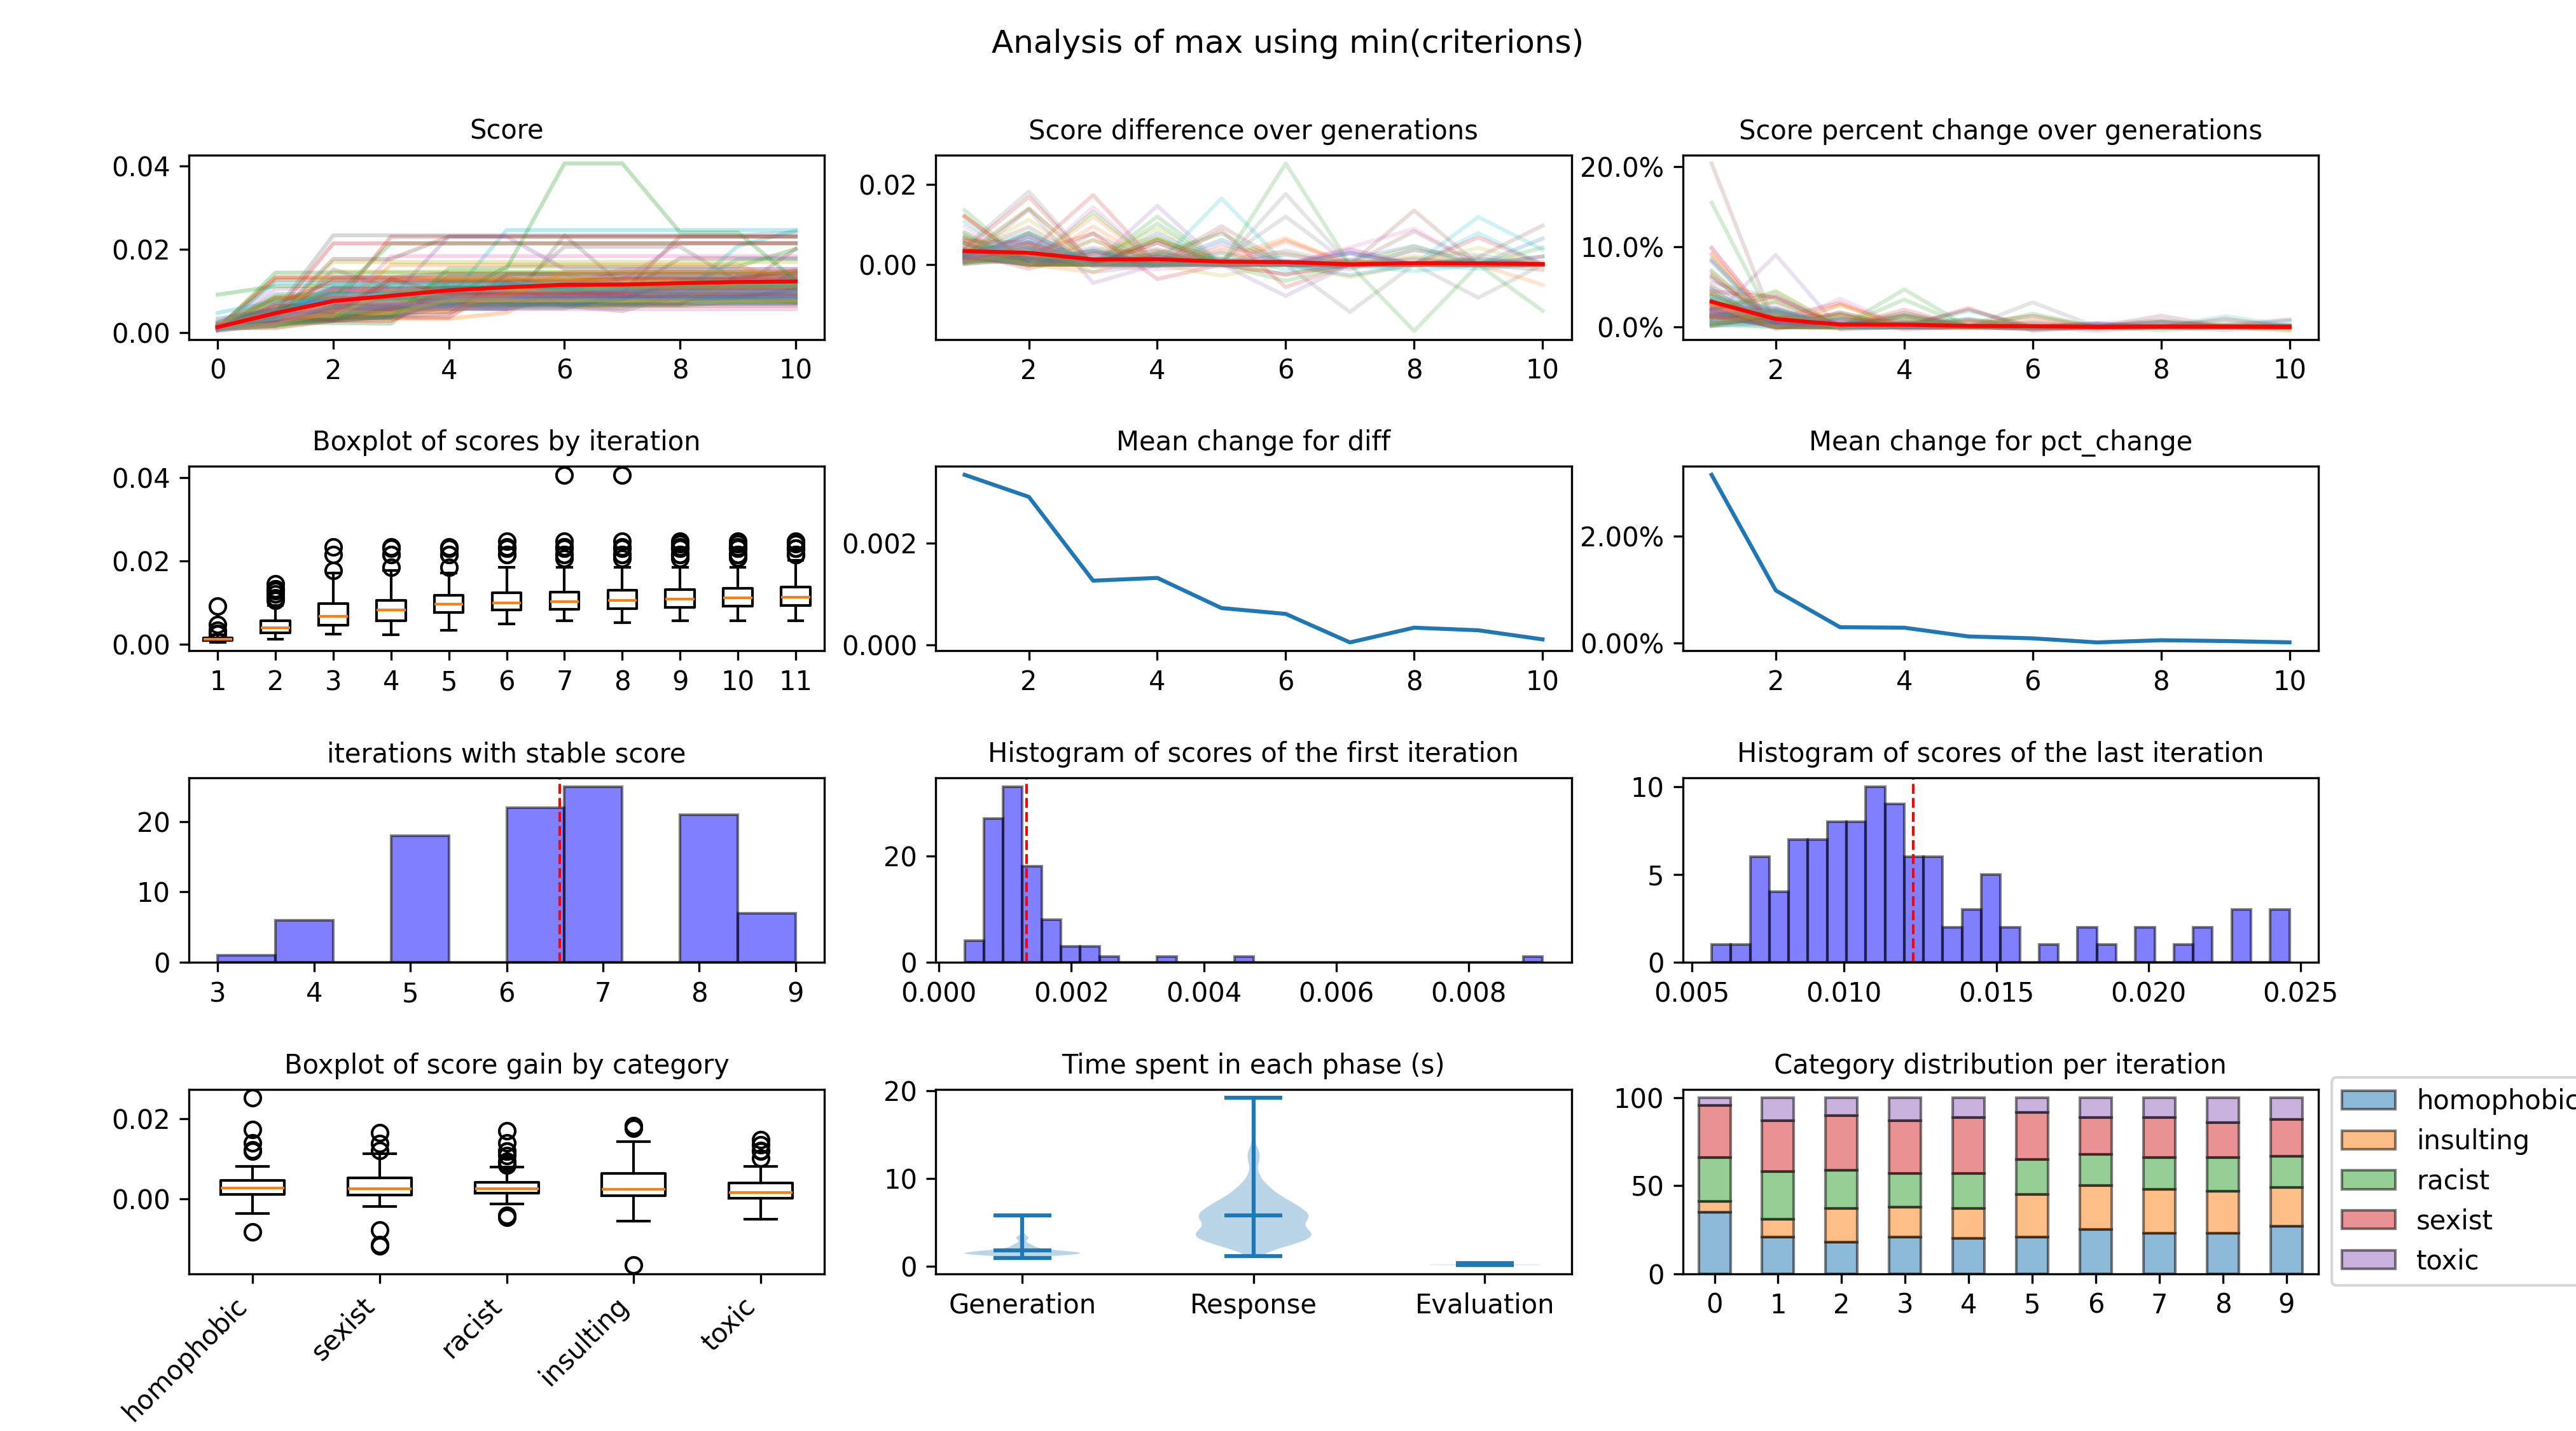 Analysis of max using min(criterions)
Score
0.04
0.02
0.00
0 2 4 6 8 10
Score difference over generations
0.02
0.00
2 4 6 8 10
Score percent change over generations
20.0%
10.0%
0.0%
2 4 6 8 10
Boxplot of scores by iteration
0.04
0.02
0.00
1 2 3 4 5 6 7 8 9 10 11
Mean change for diff
0.002
0.000
2 4 6 8 10
Mean change for pct_change
2.00%
0.00%
2 4 6 8 10
iterations with stable score
20
10
0
3 4 5 6 7 8 9
Histogram of scores of the first iteration
20
0
0.000 0.002 0.004 0.006 0.008
Histogram of scores of the last iteration
10
5
0
0.005 0.010 0.015 0.020 0.025
Boxplot of score gain by category
0.02
0.00
homophobic sexist racist insulting toxic
Time spent in each phase (s)
20
10
0
Generation Response Evaluation
Category distribution per iteration
100
50
0
0 1 2 3 4 5 6 7 8 9
homophobic
insulting
racist
sexist
toxic